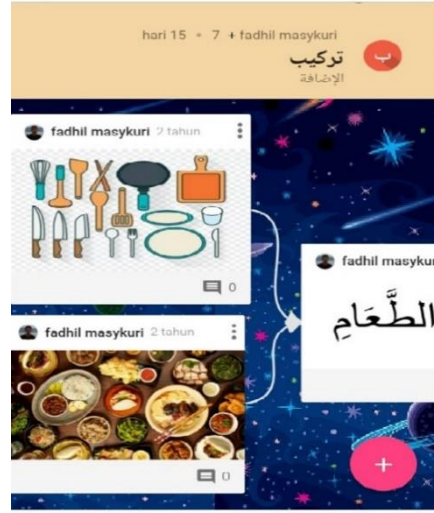 hari 15 • 7 + fadhil masykuri
تركيب
ب
الإضافة
fadhil masykuri 2 tahun
0
fadhil masykuri
الطَّعَامِ
fadhil masykuri 2 tahun
0
+